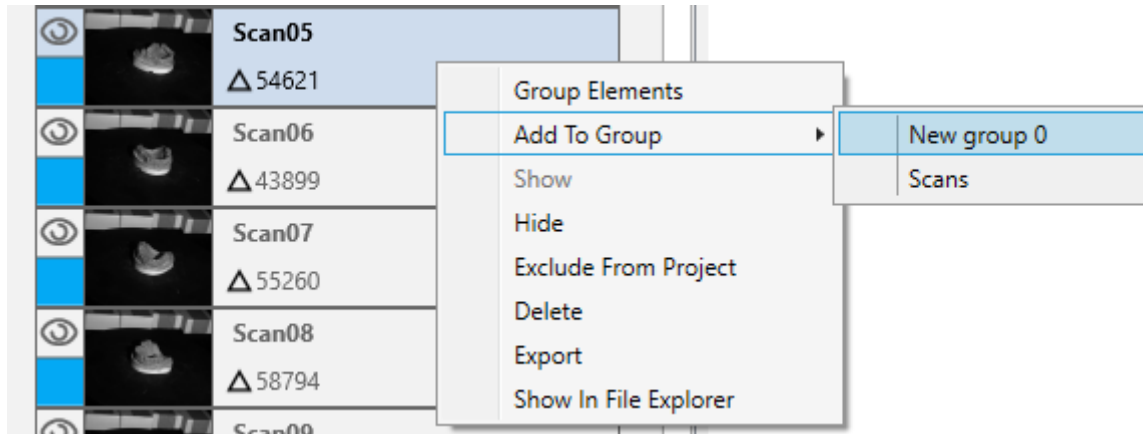 Scan05
54621
Scan06
43899
Scan07
55260
Scan08
58794
Scan09
Group Elements
Add To Group
Show
Hide
Exclude From Project
Delete
Export
Show In File Explorer
New group 0
Scans